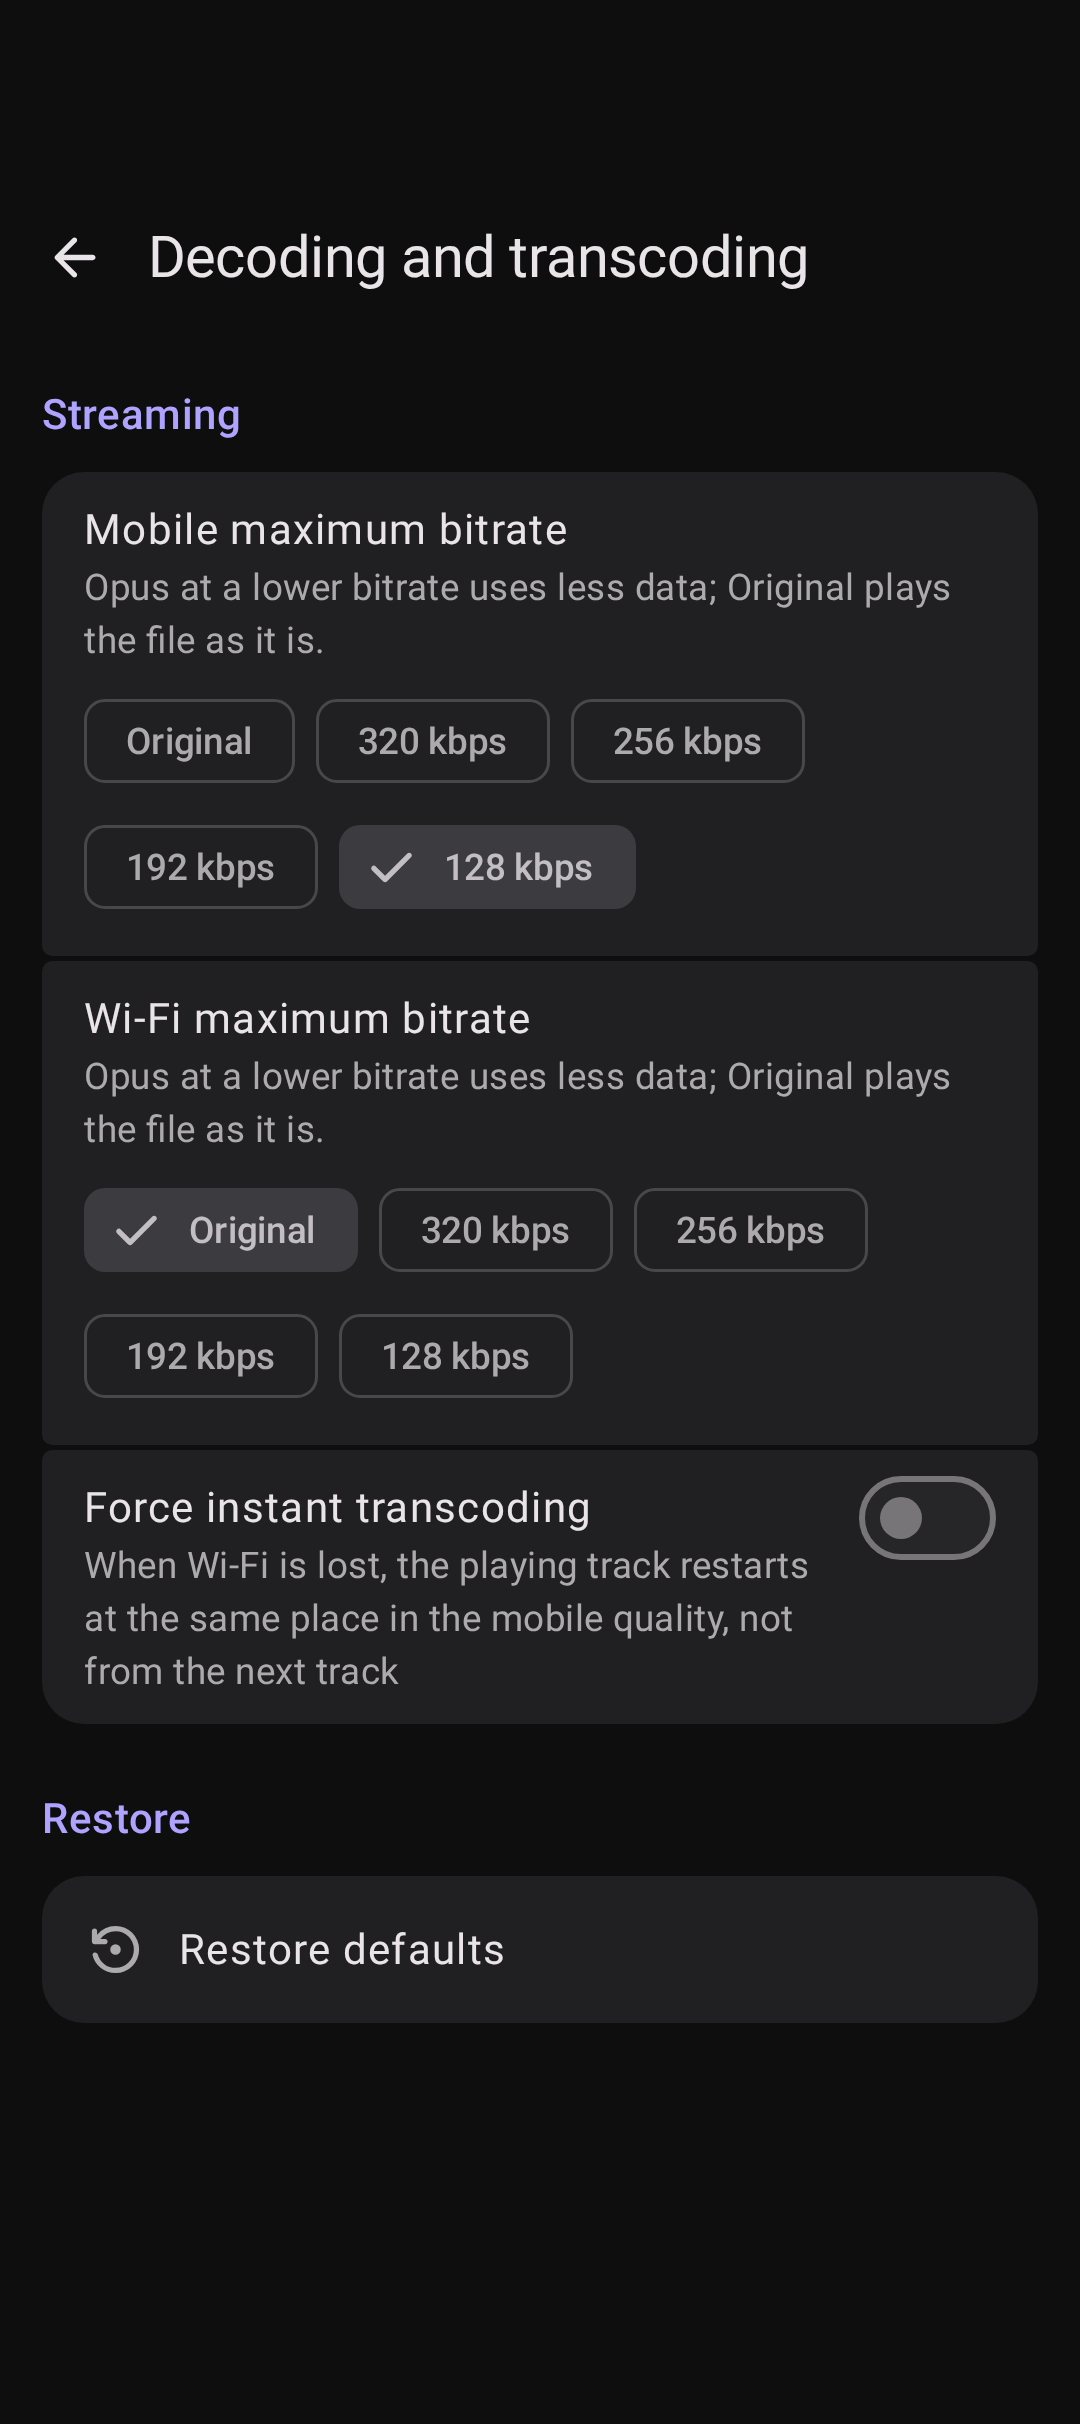 Decoding and transcoding
Streaming
Mobile maximum bitrate
Opus at a lower bitrate uses less data; Original plays
the file as it is.
Original
320 kbps
256 kbps
192 kbps
128 kbps
Wi-Fi maximum bitrate
Opus at a lower bitrate uses less data; Original plays
the file as it is.
Original
320 kbps
256 kbps
192 kbps
128 kbps
Force instant transcoding
When Wi-Fi is lost, the playing track restarts
at the same place in the mobile quality, not
from the next track
Restore
Restore defaults